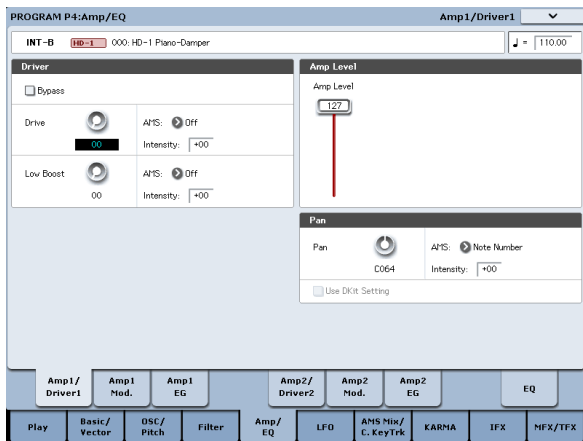 PROGRAM P4:Amp/EQ
Amp1/Driver1
INT-B HD-1 000: HD-1 Piano-Damper
♩ = 110.00
Driver
Bypass
Drive
AMS: Off
00
Intensity: +00
Low Boost
AMS: Off
00
Intensity: +00
Amp Level
Amp Level
127
Pan
Pan
AMS: Note Number
C064
Intensity: +00
Use DKit Setting
Amp1/
Driver1
Amp1
Mod.
Amp1
EG
Amp2/
Driver2
Amp2
Mod.
Amp2
EG
EQ
Play
Basic/
Vector
OSC/
Pitch
Filter
Amp/
EQ
LFO
AMS Mix/
C. KeyTrk
KARMA
IFX
MFX/TFX